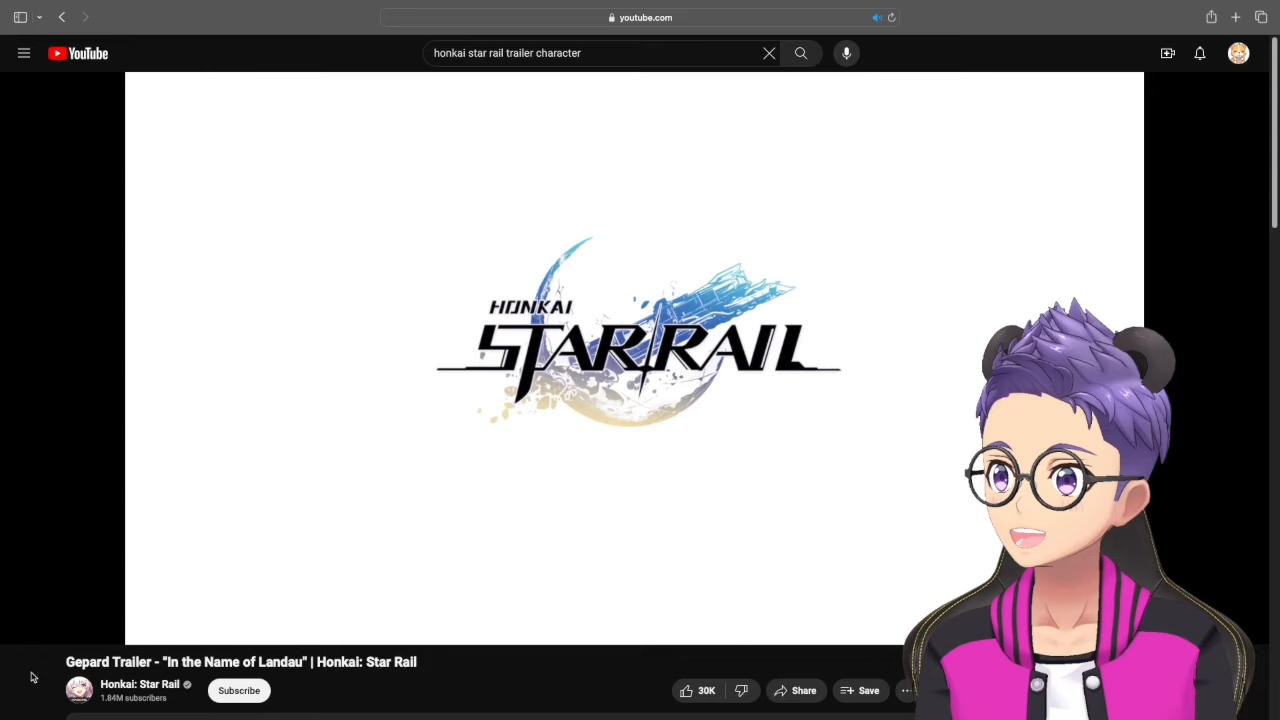 youtube.com
YouTube
honkai star rail trailer character
HONKAI
STAR RAIL
Gepard Trailer - "In the Name of Landau" | Honkai: Star Rail
Honkai: Star Rail
1.84M subscribers
Subscribe
30K
Share
Save